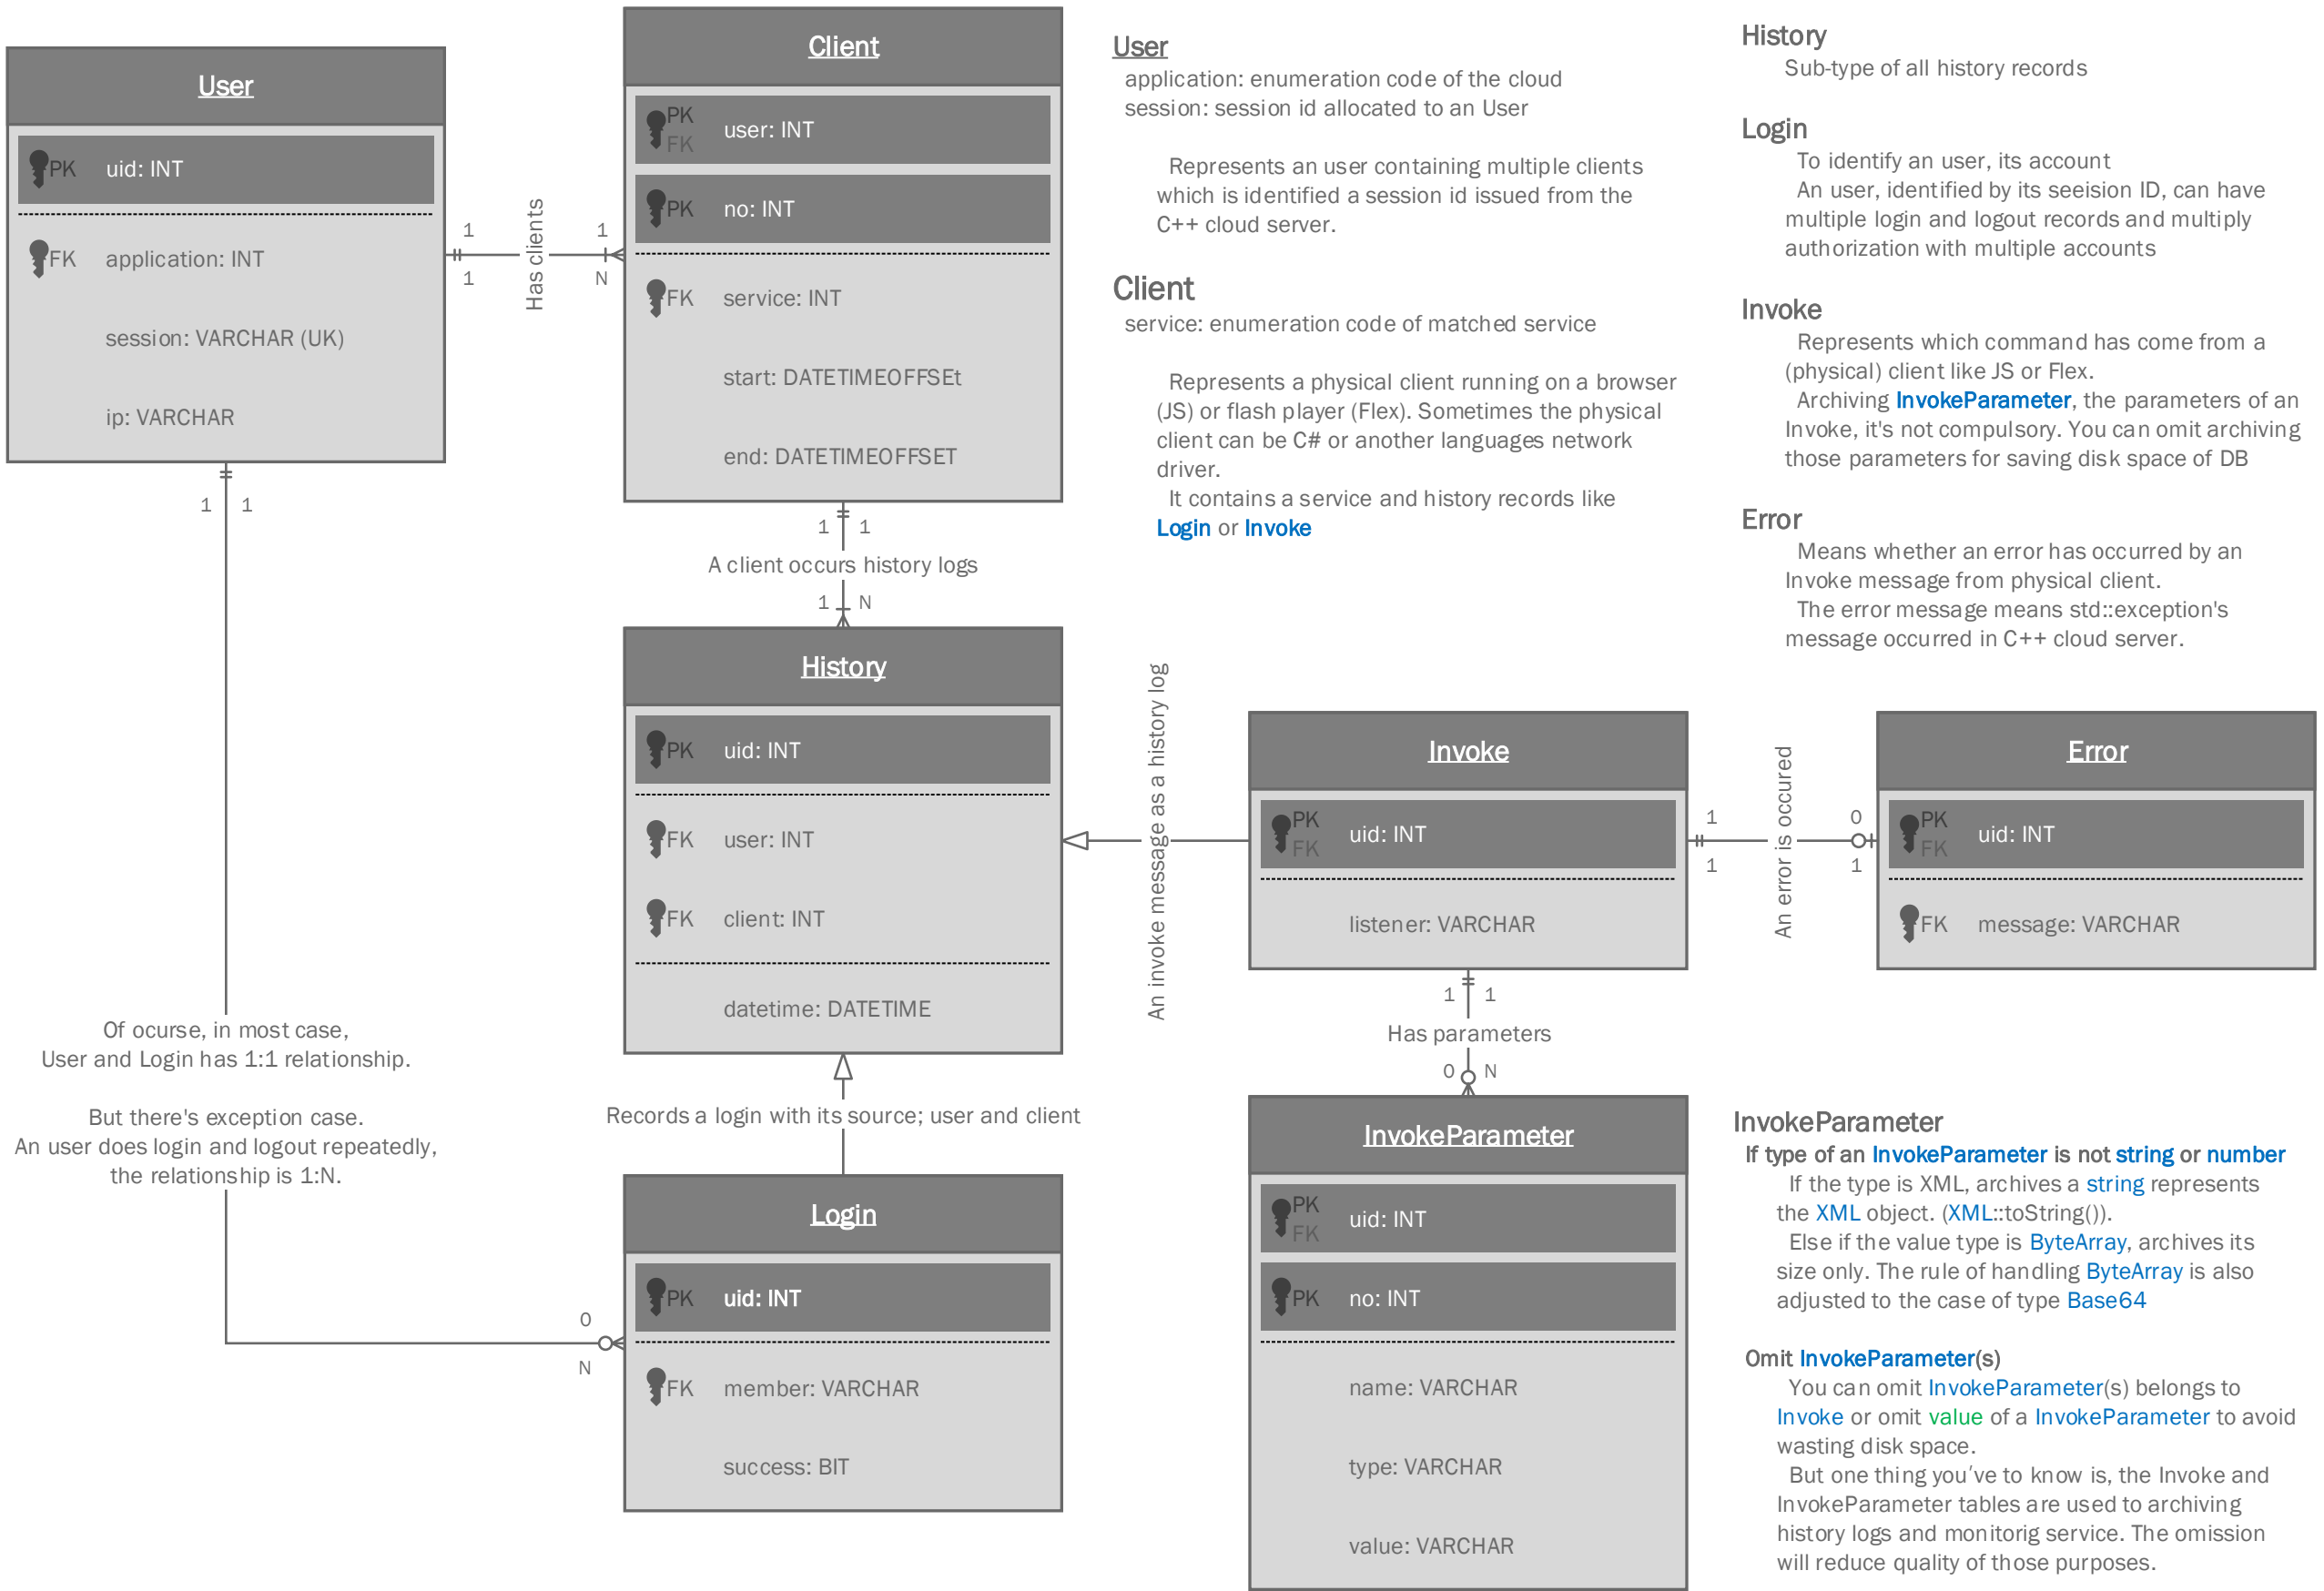 User
PK uid: INT
FK application: INT
session: VARCHAR (UK)
ip: VARCHAR
1 1
Has clients
1 N
Client
PK
FK
user: INT
PK no: INT
FK service: INT
start: DATETIMEOFFSEt
end: DATETIMEOFFSET
1 1
A client occurs history logs
1 N
History
PK uid: INT
FK user: INT
FK client: INT
datetime: DATETIME
Records a login with its source; user and client
Login
PK uid: INT
FK member: VARCHAR
success: BIT
1 1
Of ocurse, in most case,
User and Login has 1:1 relationship.
But there's exception case.
An user does login and logout repeatedly,
the relationship is 1:N.
0
N
An invoke message as a history log
Invoke
PK
FK
uid: INT
listener: VARCHAR
1
1
An error is occured
0
1
Error
PK
FK
uid: INT
FK message: VARCHAR
1 1
Has parameters
0 N
InvokeParameter
PK
FK
uid: INT
PK no: INT
name: VARCHAR
type: VARCHAR
value: VARCHAR
User
application: enumeration code of the cloud
session: session id allocated to an User
Represents an user containing multiple clients
which is identified a session id issued from the
C++ cloud server.
Client
service: enumeration code of matched service
Represents a physical client running on a browser
(JS) or flash player (Flex). Sometimes the physical
client can be C# or another languages network
driver.
It contains a service and history records like
Login or Invoke
History
Sub-type of all history records
Login
To identify an user, its account
An user, identified by its seeision ID, can have
multiple login and logout records and multiply
authorization with multiple accounts
Invoke
Represents which command has come from a
(physical) client like JS or Flex.
Archiving InvokeParameter, the parameters of an
Invoke, it's not compulsory. You can omit archiving
those parameters for saving disk space of DB
Error
Means whether an error has occurred by an
Invoke message from physical client.
The error message means std::exception's
message occurred in C++ cloud server.
InvokeParameter
If type of an InvokeParameter is not string or number
If the type is XML, archives a string represents
the XML object. (XML::toString()).
Else if the value type is ByteArray, archives its
size only. The rule of handling ByteArray is also
adjusted to the case of type Base64
Omit InvokeParameter(s)
You can omit InvokeParameter(s) belongs to
Invoke or omit value of a InvokeParameter to avoid
wasting disk space.
But one thing you've to know is, the Invoke and
InvokeParameter tables are used to archiving
history logs and monitorig service. The omission
will reduce quality of those purposes.